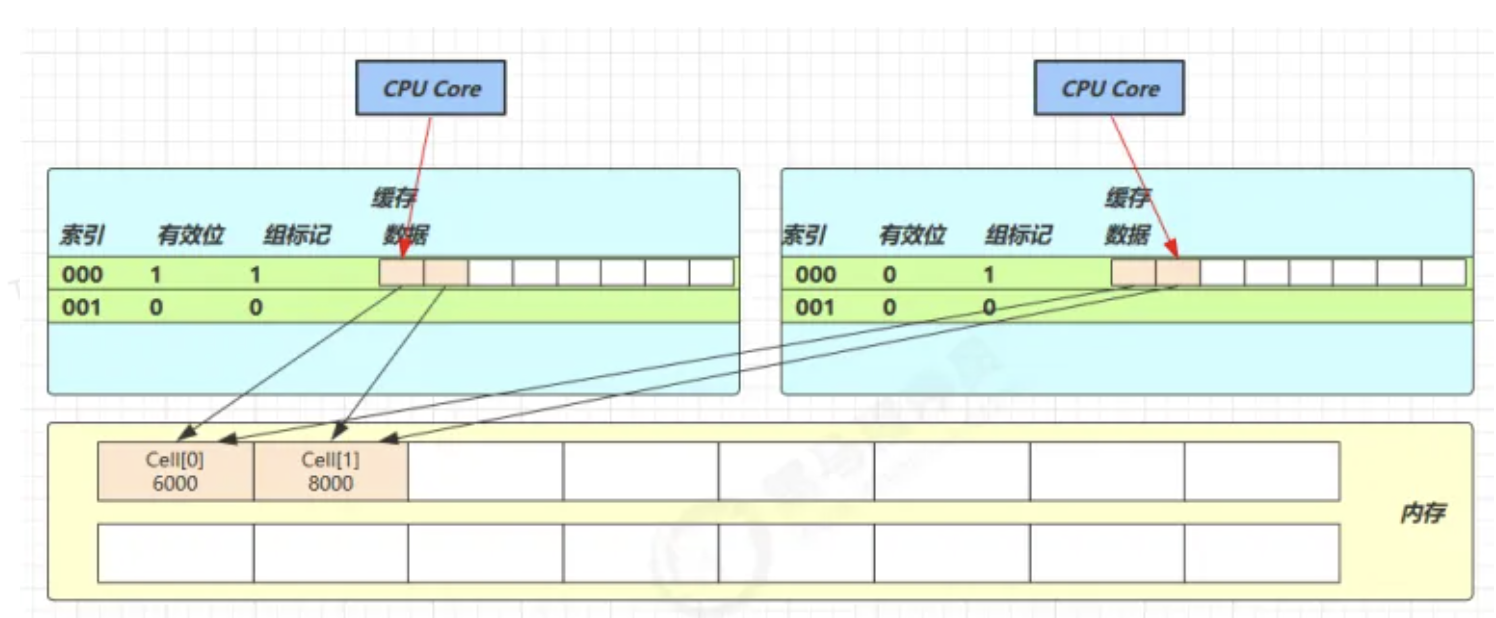 CPU Core
CPU Core
缓存
索引 有效位 组标记 数据
000 1 1
001 0 0
缓存
索引 有效位 组标记 数据
000 0 1
001 0 0
Cell[0]
6000
Cell[1]
8000
内存